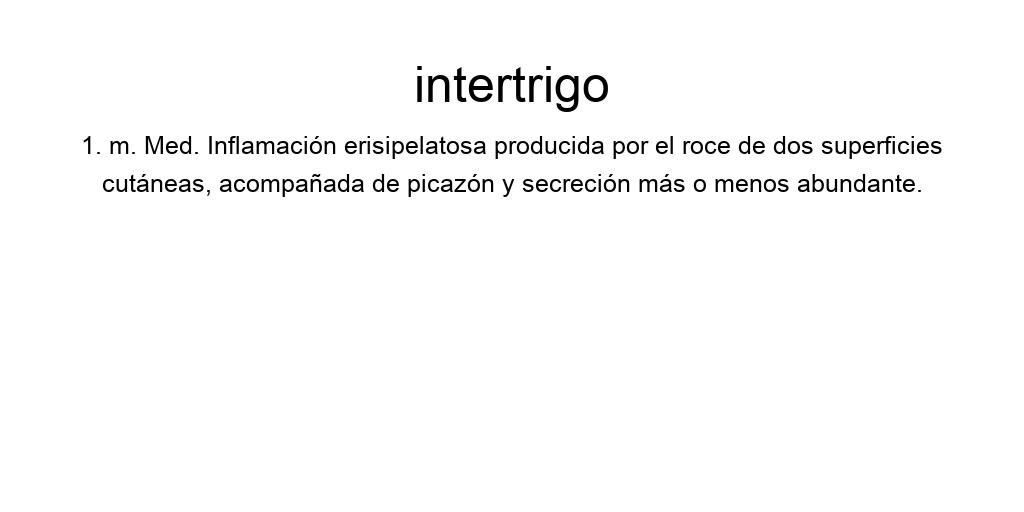 intertrigo
1. m. Med. Inflamación erisipelatosa producida por el roce de dos superficies
cutáneas, acompañada de picazón y secreción más o menos abundante.